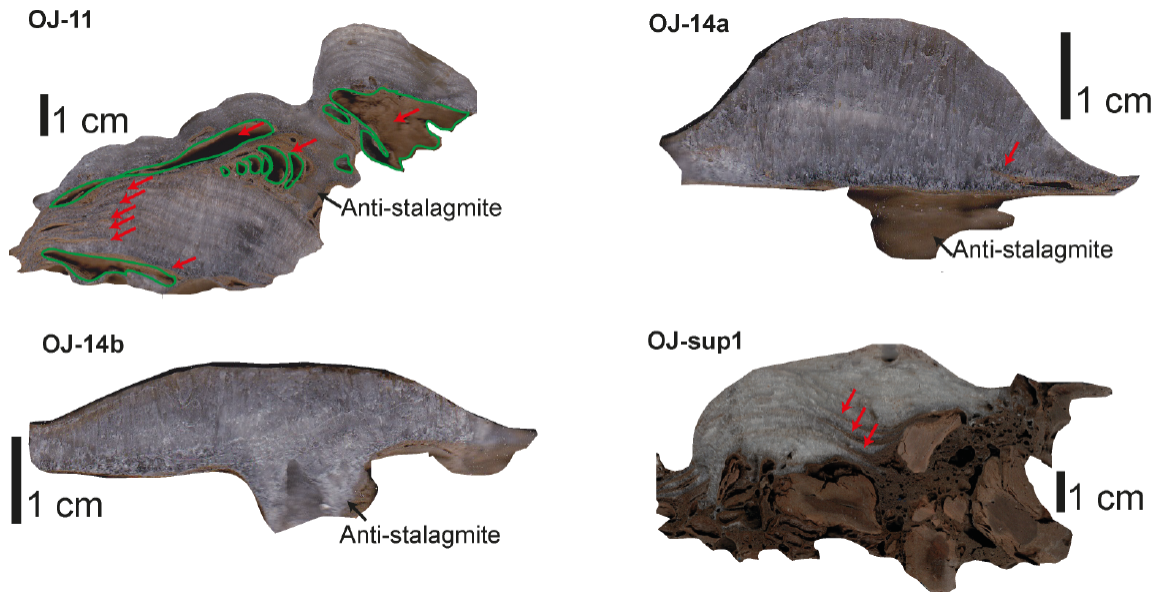 OJ-11
1 cm
Anti-stalagmite
OJ-14a
1 cm
Anti-stalagmite
OJ-14b
1 cm
Anti-stalagmite
OJ-sup1
1 cm